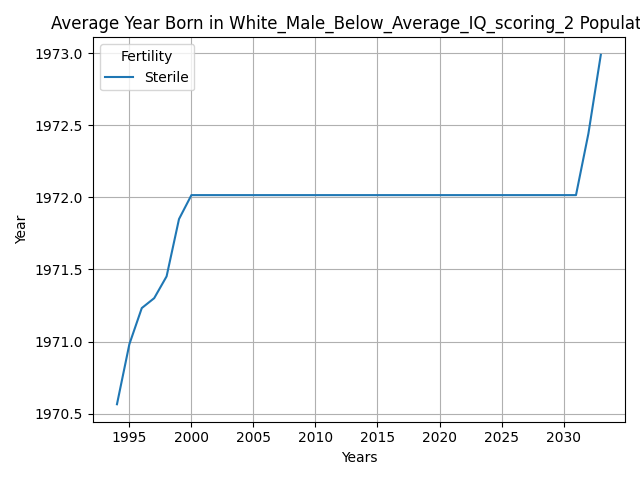 Average Year Born in White_Male_Below_Average_IQ_scoring_2 Populat
Fertility
Sterile
1973.0
1972.5
1972.0
1971.5
1971.0
1970.5
Year
1995 2000 2005 2010 2015 2020 2025 2030
Years